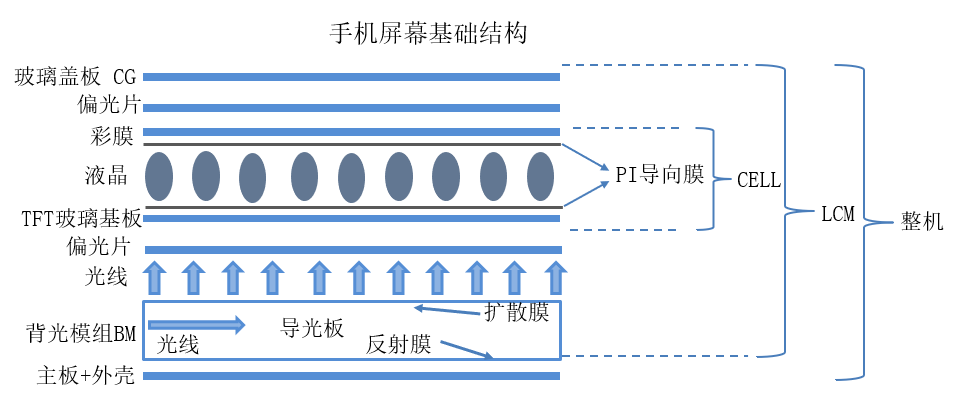 手机屏幕基础结构
玻璃盖板 CG
偏光片
彩膜
液晶
PI导向膜
CELL
LCM
整机
TFT玻璃基板
偏光片
光线
扩散膜
导光板
背光模组BM
光线
反射膜
主板+外壳